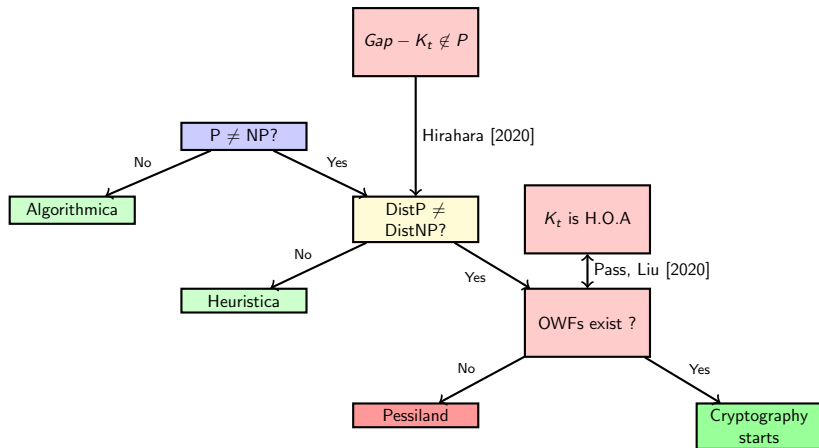 Gap − K_t ∉ P
Hirahara [2020]
P ≠ NP?
No
Yes
Algorithmica
DistP ≠
DistNP?
K_t is H.O.A
No
Yes
Pass, Liu [2020]
Heuristica
OWFs exist ?
No
Yes
Pessiland
Cryptography
starts